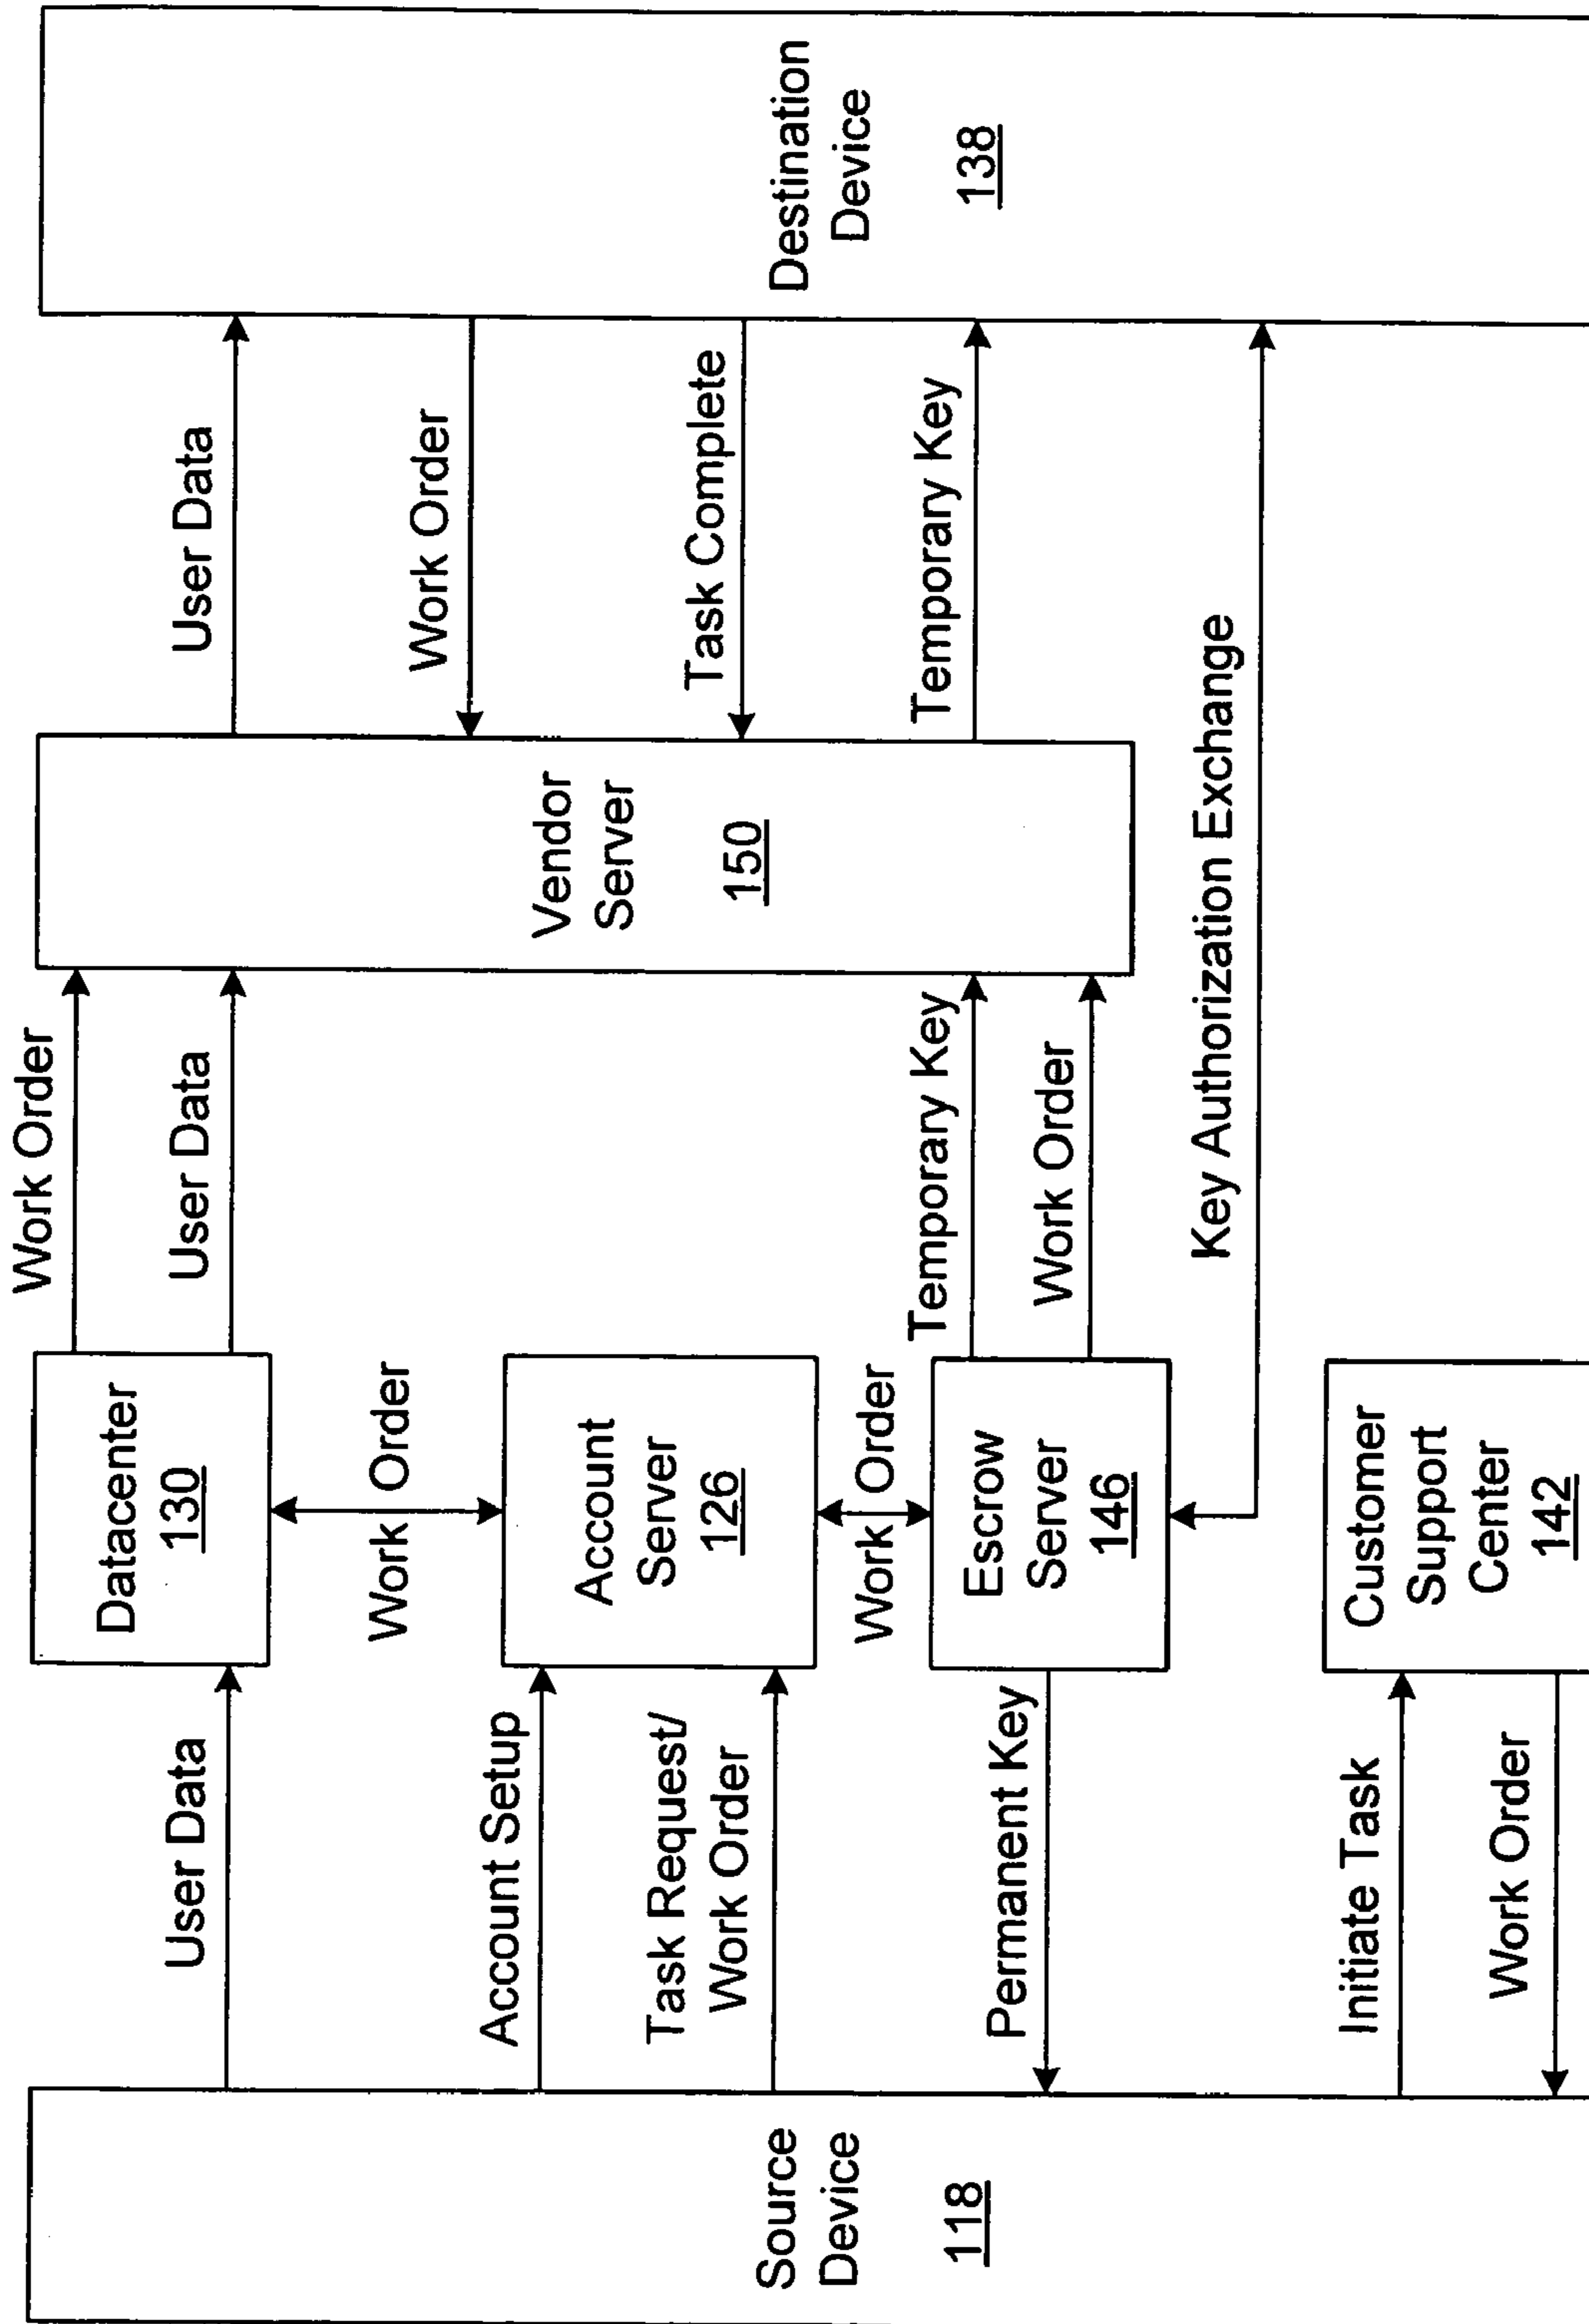 Source
Device
118
User Data
Account Setup
Task Request/
Work Order
Permanent Key
Initiate Task
Work Order
Datacenter
130
Work Order
Account
Server
126
Work Order
Escrow
Server
146
Customer
Support
Center
142
Work Order
User Data
Temporary Key
Work Order
Key Authorization Exchange
Vendor
Server
150
User Data
Work Order
Task Complete
Temporary Key
Destination
Device
138